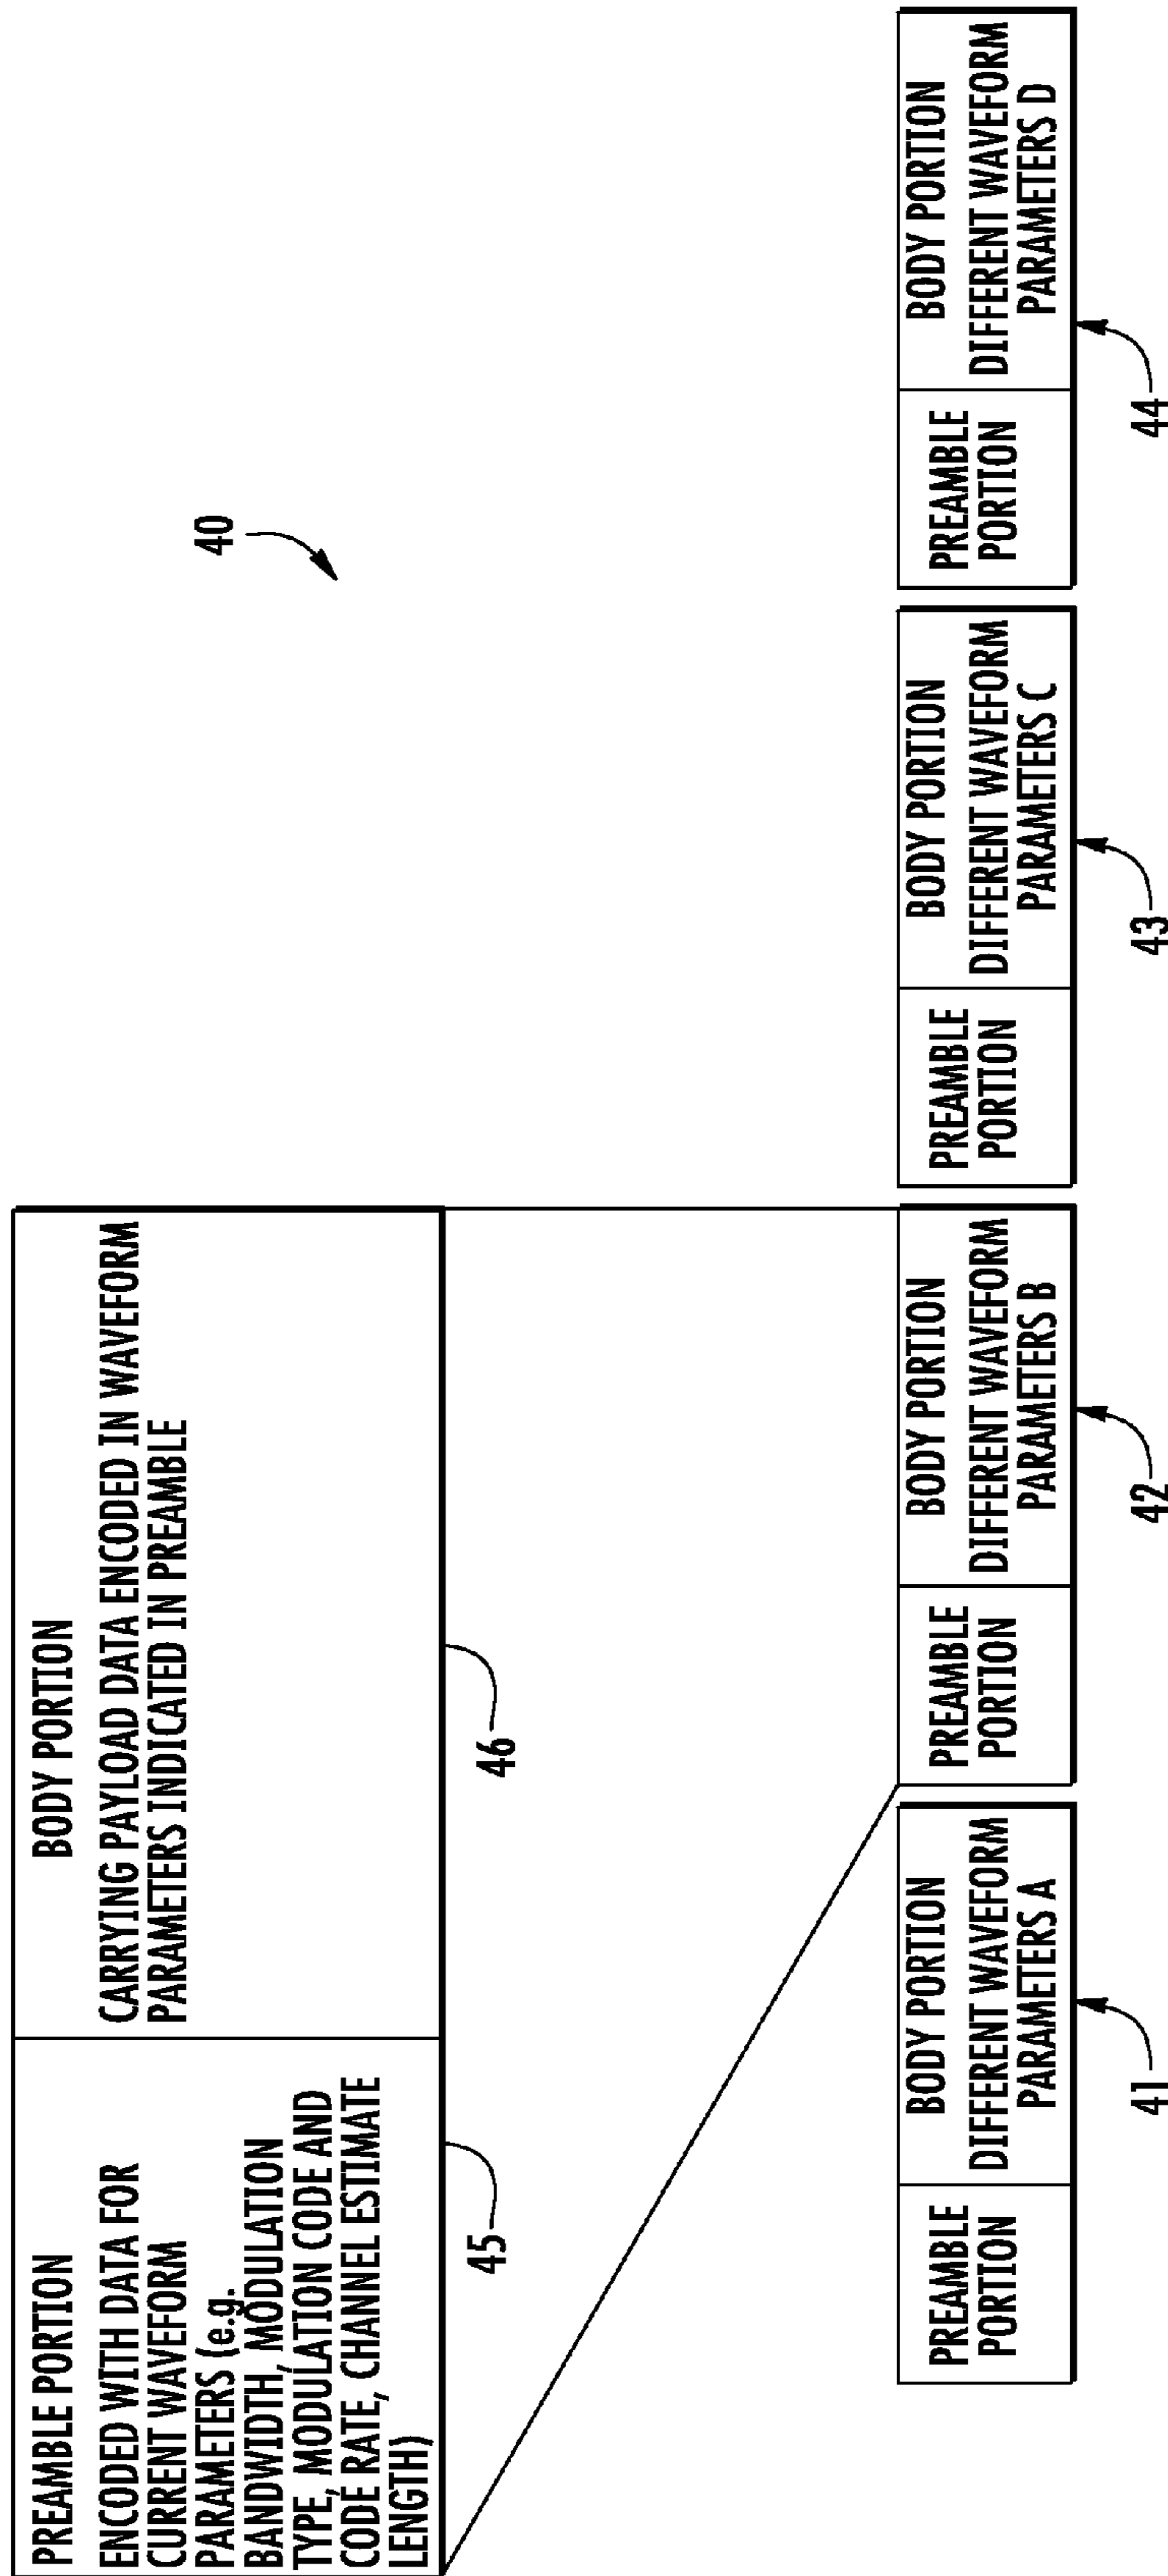 PREAMBLE PORTION
ENCODED WITH DATA FOR
CURRENT WAVEFORM
PARAMETERS (e.g.
BANDWIDTH, MODULATION
TYPE, MODULATION CODE AND
CODE RATE, CHANNEL ESTIMATE
LENGTH)
45
BODY PORTION
CARRYING PAYLOAD DATA ENCODED IN WAVEFORM
PARAMETERS INDICATED IN PREAMBLE
46
40
PREAMBLE
PORTION
BODY PORTION
DIFFERENT WAVEFORM
PARAMETERS A
41
PREAMBLE
PORTION
BODY PORTION
DIFFERENT WAVEFORM
PARAMETERS B
42
PREAMBLE
PORTION
BODY PORTION
DIFFERENT WAVEFORM
PARAMETERS C
43
PREAMBLE
PORTION
BODY PORTION
DIFFERENT WAVEFORM
PARAMETERS D
44